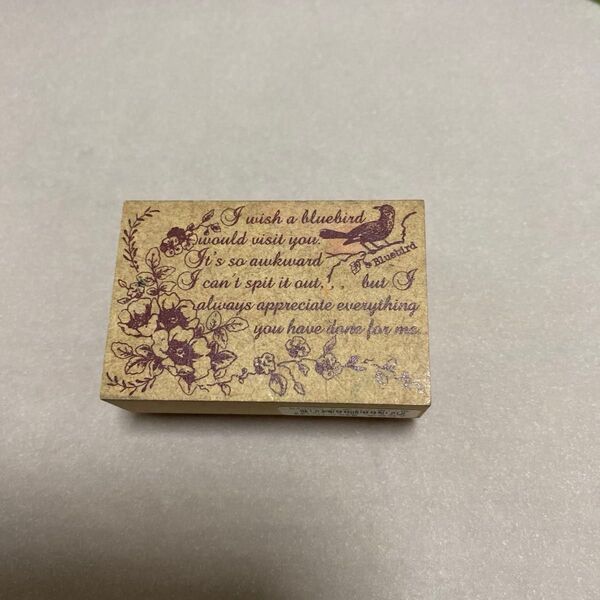 I wish a bluebird
would visit you.
It's so awkward
I can't spit it out... but I
always appreciate everything
you have done for me
Bluebird